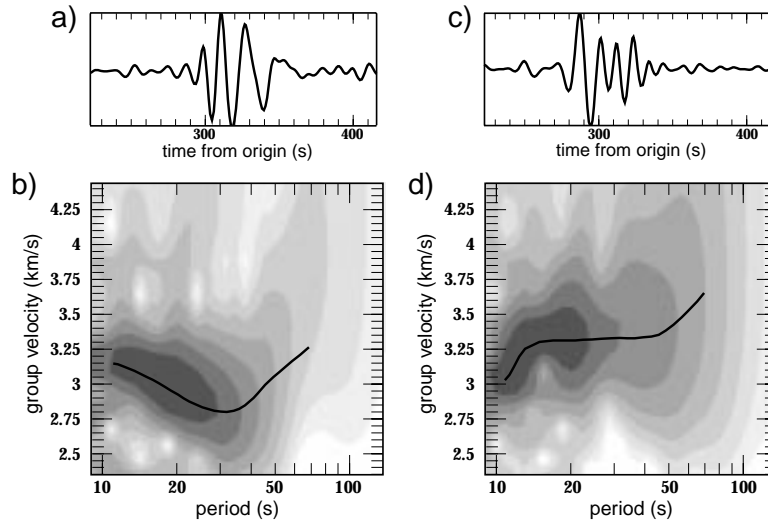 a)
300
400
time from origin (s)
c)
300
400
time from origin (s)
b)
4.25
4
3.75
3.5
3.25
3
2.75
2.5
group velocity (km/s)
10
20
50
100
period (s)
d)
4.25
4
3.75
3.5
3.25
3
2.75
2.5
group velocity (km/s)
10
20
50
100
period (s)